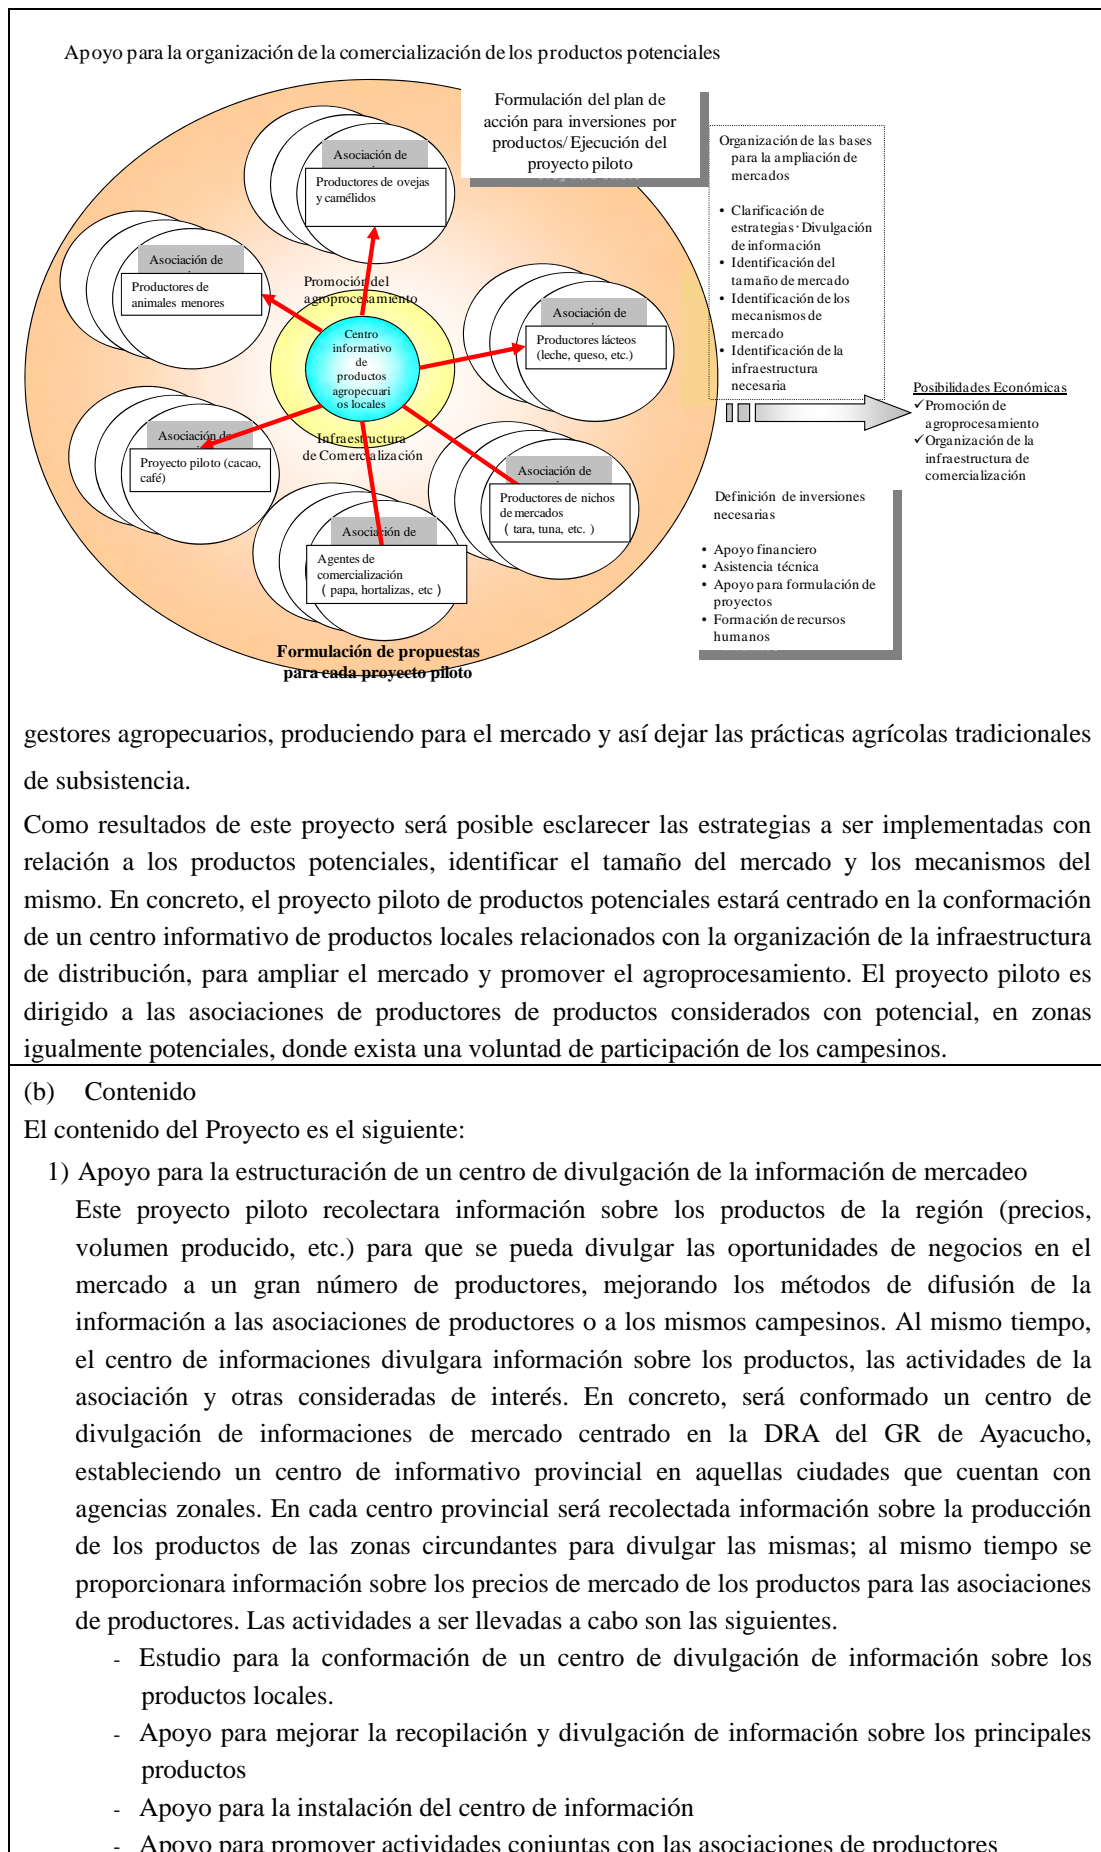 Apoyo para la organización de la comercialización de los productos potenciales
Formulación del plan de
acción para inversiones por
productos/ Ejecución del
proyecto piloto
Organización de las bases
para la ampliación de
mercados
• Clarificación de
estrategias・Divulgación
de información
• Identificación del
tamaño de mercado
• Identificación de los
mecanismos de
mercado
• Identificación de la
infraestructura
necesaria
Asociación de
Productores de ovejas
y camélidos
Asociación de
Productores de
animales menores
Promoción del
agroprocesamiento
Asociación de
Productores lácteos
(leche, queso, etc.)
Centro
informativo
de
productos
agropecuari
os locales
Infraestructura
de Comercialización
Asociación de
Proyecto piloto (cacao,
café)
Asociación de
Productores de nichos
de mercados
( tara, tuna, etc. )
Asociación de
Agentes de
comercialización
( papa, hortalizas, etc )
Formulación de propuestas
para cada proyecto piloto
Posibilidades Económicas
✓Promoción de
agroprocesamiento
✓Organización de la
infraestructura de
comercialización
Definición de inversiones
necesarias
• Apoyo financiero
• Asistencia técnica
• Apoyo para formulación de
proyectos
• Formación de recursos
humanos
gestores agropecuarios, produciendo para el mercado y así dejar las prácticas agrícolas tradicionales
de subsistencia.
Como resultados de este proyecto será posible esclarecer las estrategias a ser implementadas con
relación a los productos potenciales, identificar el tamaño del mercado y los mecanismos del
mismo. En concreto, el proyecto piloto de productos potenciales estará centrado en la conformación
de un centro informativo de productos locales relacionados con la organización de la infraestructura
de distribución, para ampliar el mercado y promover el agroprocesamiento. El proyecto piloto es
dirigido a las asociaciones de productores de productos considerados con potencial, en zonas
igualmente potenciales, donde exista una voluntad de participación de los campesinos.
(b) Contenido
El contenido del Proyecto es el siguiente:
1) Apoyo para la estructuración de un centro de divulgación de la información de mercadeo
Este proyecto piloto recolectara información sobre los productos de la región (precios,
volumen producido, etc.) para que se pueda divulgar las oportunidades de negocios en el
mercado a un gran número de productores, mejorando los métodos de difusión de la
información a las asociaciones de productores o a los mismos campesinos. Al mismo tiempo,
el centro de informaciones divulgara información sobre los productos, las actividades de la
asociación y otras consideradas de interés. En concreto, será conformado un centro de
divulgación de informaciones de mercado centrado en la DRA del GR de Ayacucho,
estableciendo un centro de informativo provincial en aquellas ciudades que cuentan con
agencias zonales. En cada centro provincial será recolectada información sobre la producción
de los productos de las zonas circundantes para divulgar las mismas; al mismo tiempo se
proporcionara información sobre los precios de mercado de los productos para las asociaciones
de productores. Las actividades a ser llevadas a cabo son las siguientes.
- Estudio para la conformación de un centro de divulgación de información sobre los
productos locales.
- Apoyo para mejorar la recopilación y divulgación de información sobre los principales
productos
- Apoyo para la instalación del centro de información
- Apoyo para promover actividades conjuntas con las asociaciones de productores